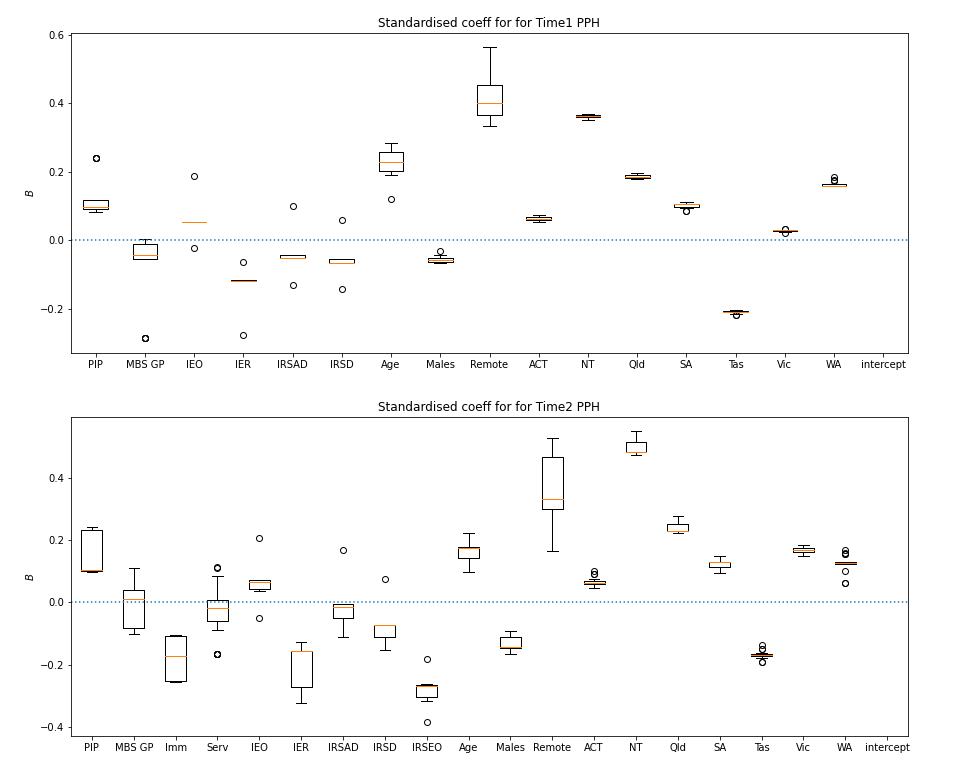 Standardised coeff for for Time1 PPH
0.6
0.4
0.2
0.0
−0.2
B
PIP MBS GP IEO IER IRSAD IRSD Age Males Remote ACT NT Qld SA Tas Vic WA intercept
Standardised coeff for for Time2 PPH
0.4
0.2
0.0
−0.2
−0.4
B
PIP MBS GP Imm Serv IEO IER IRSAD IRSD IRSEO Age Males Remote ACT NT Qld SA Tas Vic WA intercept